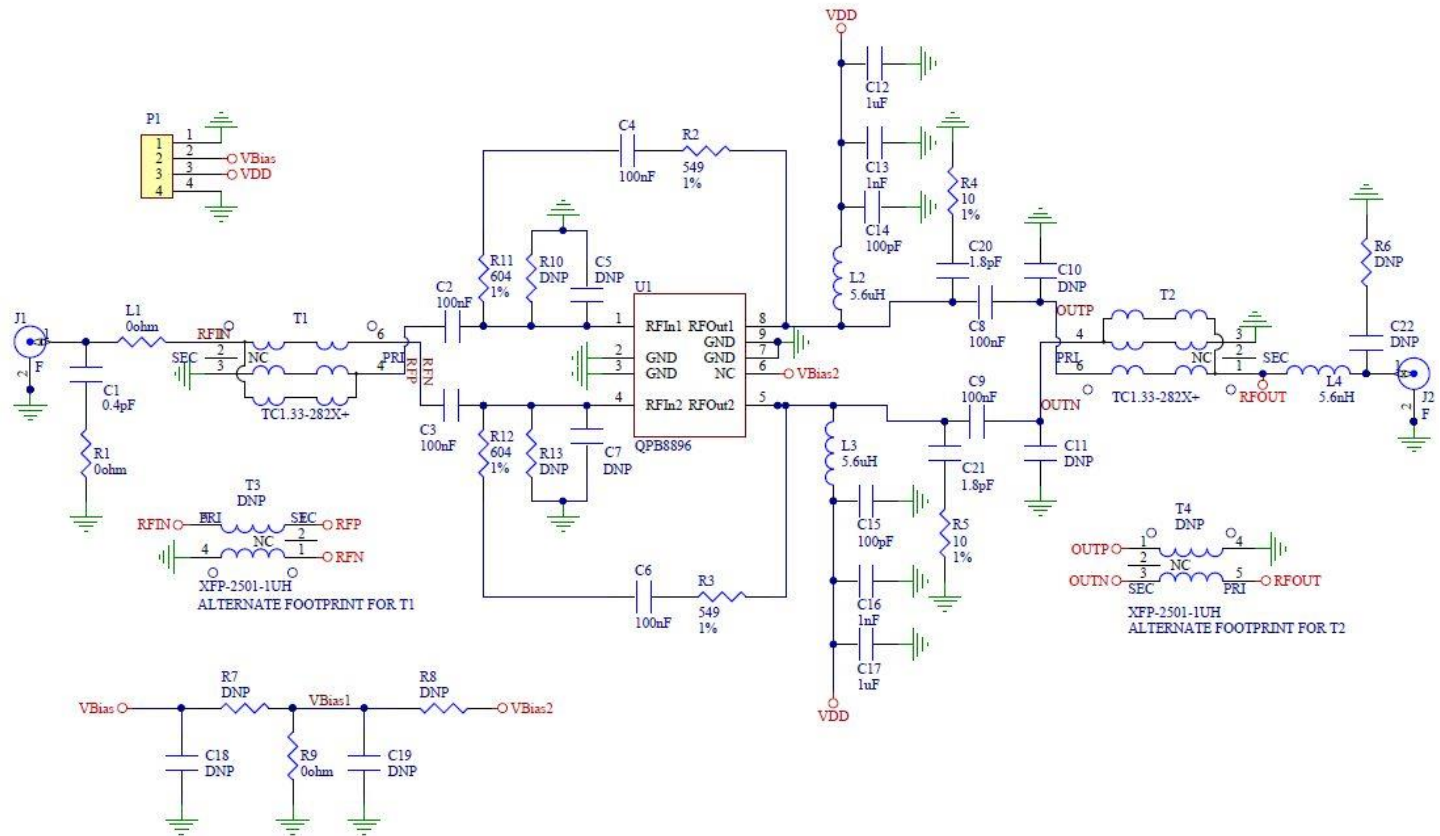 VDD
C12
1uF
P1
1
1
2
2
VBias
3
3
VDD
4
4
C4
100nF
R2
549
1%
C13
1nF
C14
100pF
R4
10
1%
R11
604
1%
R10
DNP
C5
DNP
C2
100nF
L2
5.6uH
C20
1.8pF
C10
DNP
R6
DNP
U1
1
RFIn1
RFOut1
8
GND
9
2
GND
GND
7
3
GND
NC
6
VBias2
4
RFIn2
RFOut2
5
QPB8896
C8
100nF
OUTP
T2
4
3
NC
2
SEC
PRI
6
1
TC1.33-282X+
RFOUT
L4
5.6nH
C22
DNP
1
J2
F
2
J1
1
F
2
L1
0ohm
RFIN
T1
6
SEC
2
NC
PRI
3
4
RFP
RFN
TC1.33-282X+
C1
0.4pF
R1
0ohm
C3
100nF
R12
604
1%
R13
DNP
C7
DNP
L3
5.6uH
C9
100nF
OUTN
C21
1.8pF
C11
DNP
C15
100pF
R5
10
1%
C16
1nF
C17
1uF
VDD
C6
100nF
R3
549
1%
T3
DNP
RFIN
PRI
SEC
RFP
NC
2
4
1
RFN
XFP-2501-1UH
ALTERNATE FOOTPRINT FOR T1
T4
DNP
OUTP
1
4
2
NC
OUTN
3
5
RFOUT
SEC
PRI
XFP-2501-1UH
ALTERNATE FOOTPRINT FOR T2
R7
DNP
R8
DNP
VBias
VBias1
VBias2
C18
DNP
R9
0ohm
C19
DNP